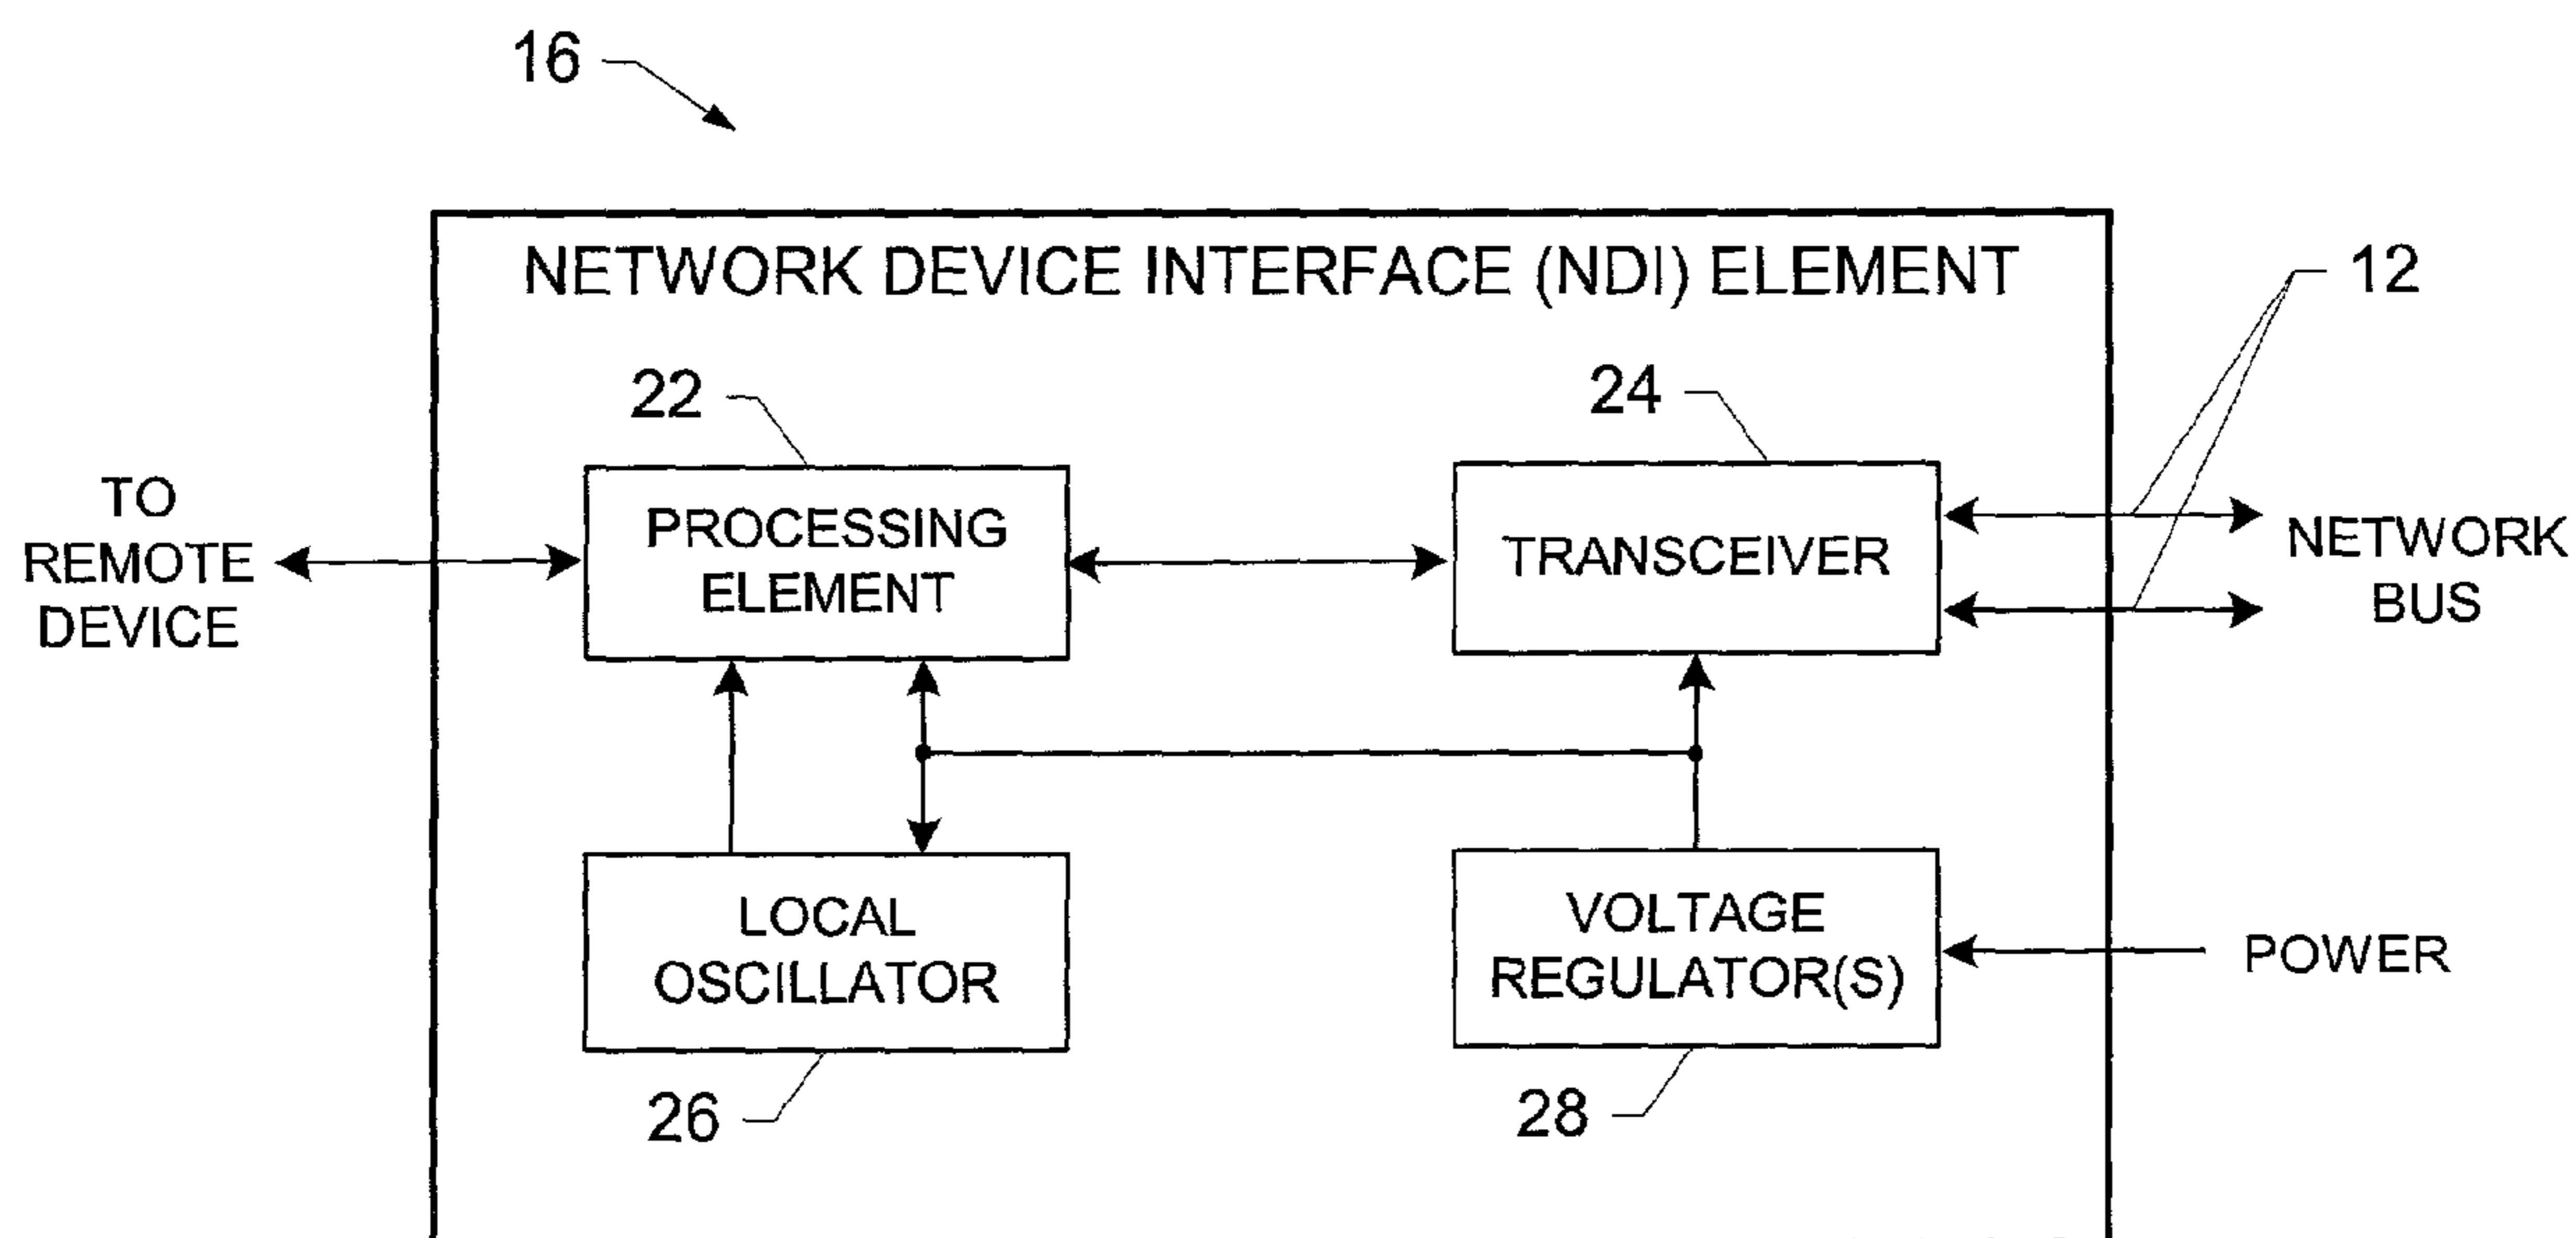 16
NETWORK DEVICE INTERFACE (NDI) ELEMENT
12
22
24
TO
REMOTE
DEVICE
PROCESSING
ELEMENT
TRANSCEIVER
NETWORK
BUS
LOCAL
OSCILLATOR
VOLTAGE
REGULATOR(S)
POWER
26
28